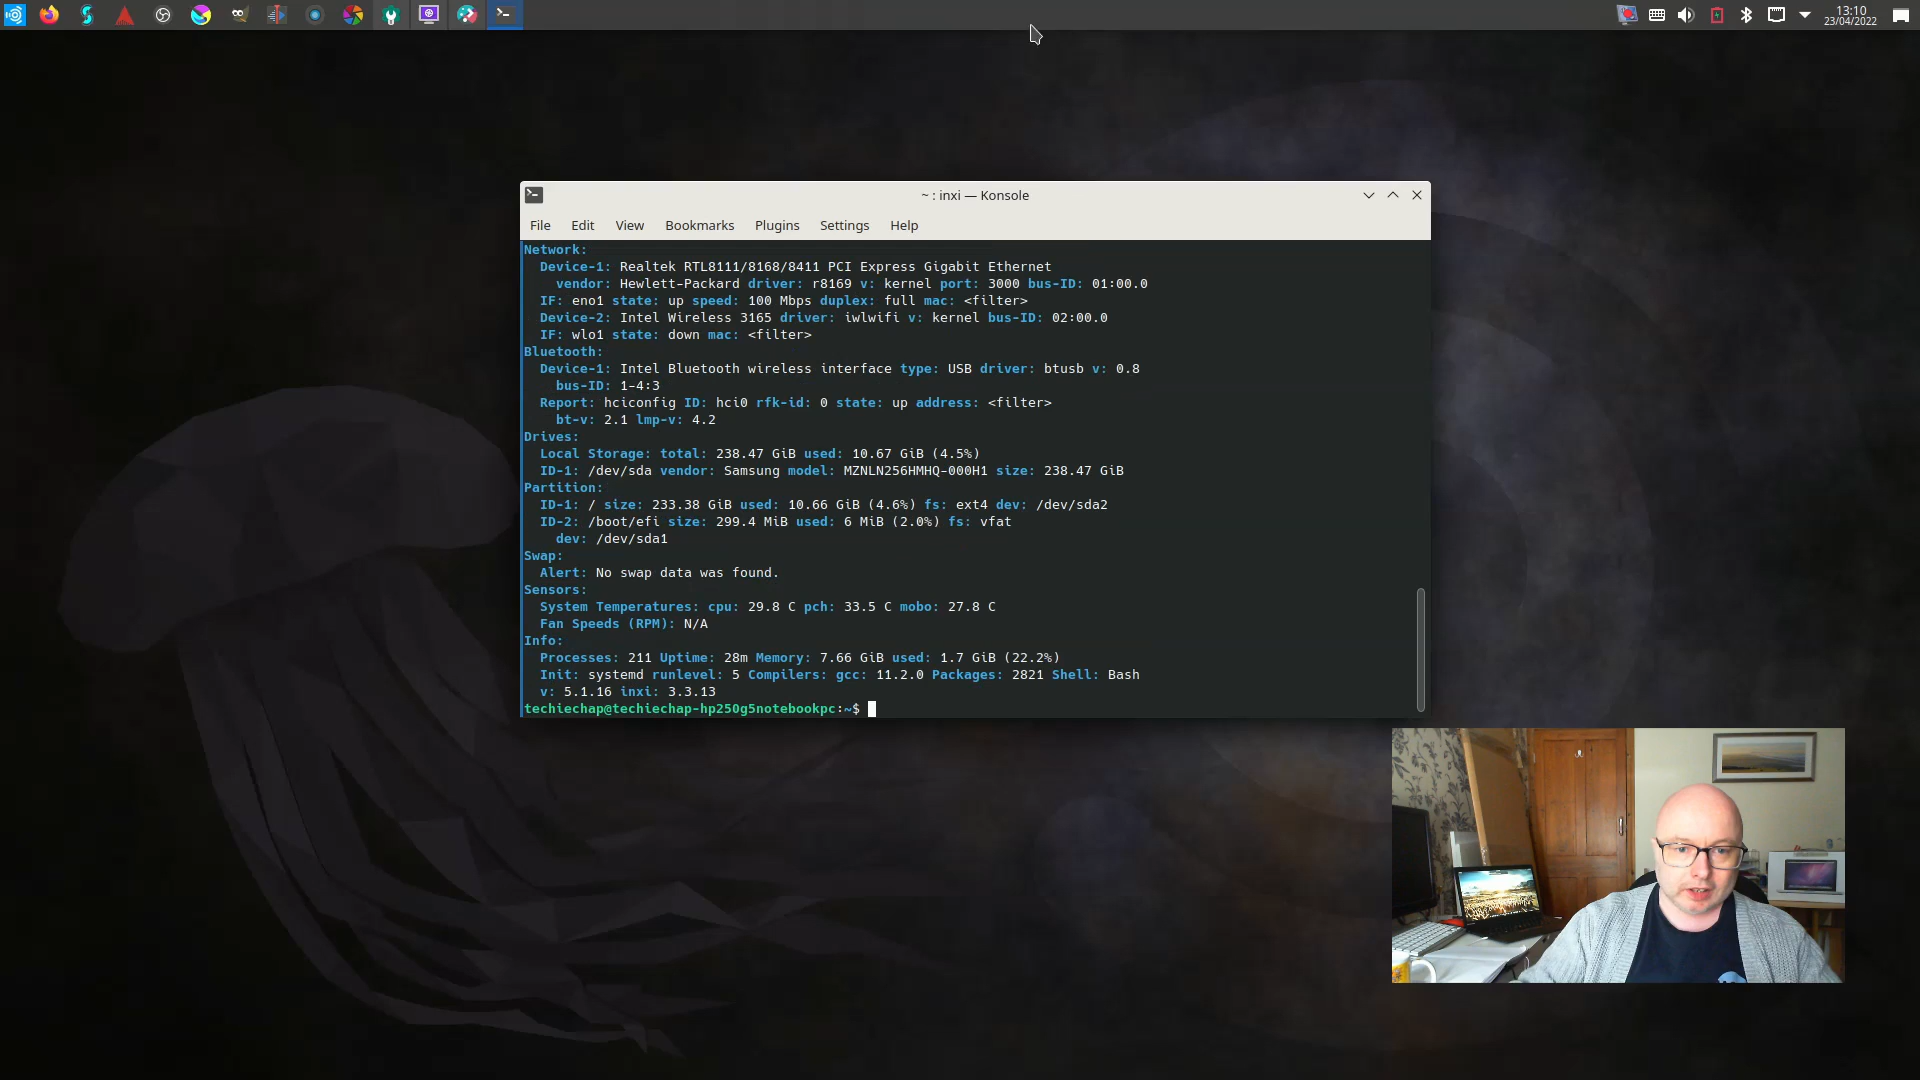 13:10
23/04/2022
~ : inxi — Konsole
File Edit View Bookmarks Plugins Settings Help
Network:
Device-1: Realtek RTL8111/8168/8411 PCI Express Gigabit Ethernet
vendor: Hewlett-Packard driver: r8169 v: kernel port: 3000 bus-ID: 01:00.0
IF: eno1 state: up speed: 100 Mbps duplex: full mac: <filter>
Device-2: Intel Wireless 3165 driver: iwlwifi v: kernel bus-ID: 02:00.0
IF: wlo1 state: down mac: <filter>
Bluetooth:
Device-1: Intel Bluetooth wireless interface type: USB driver: btusb v: 0.8
bus-ID: 1-4:3
Report: hciconfig ID: hci0 rfk-id: 0 state: up address: <filter>
bt-v: 2.1 lmp-v: 4.2
Drives:
Local Storage: total: 238.47 GiB used: 10.67 GiB (4.5%)
ID-1: /dev/sda vendor: Samsung model: MZNLN256HMHQ-000H1 size: 238.47 GiB
Partition:
ID-1: / size: 233.38 GiB used: 10.66 GiB (4.6%) fs: ext4 dev: /dev/sda2
ID-2: /boot/efi size: 299.4 MiB used: 6 MiB (2.0%) fs: vfat
dev: /dev/sda1
Swap:
Alert: No swap data was found.
Sensors:
System Temperatures: cpu: 29.8 C pch: 33.5 C mobo: 27.8 C
Fan Speeds (RPM): N/A
Info:
Processes: 211 Uptime: 28m Memory: 7.66 GiB used: 1.7 GiB (22.2%)
Init: systemd runlevel: 5 Compilers: gcc: 11.2.0 Packages: 2821 Shell: Bash
v: 5.1.16 inxi: 3.3.13
techiechap@techiechap-hp250g5notebookpc:~$